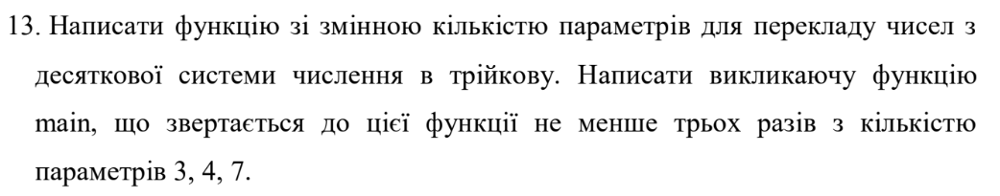 13. Написати функцію зі змінною кількістю параметрів для перекладу чисел з
десяткової системи числення в трійкову. Написати викликаючу функцію
main, що звертається до цієї функції не менше трьох разів з кількістю
параметрів 3, 4, 7.